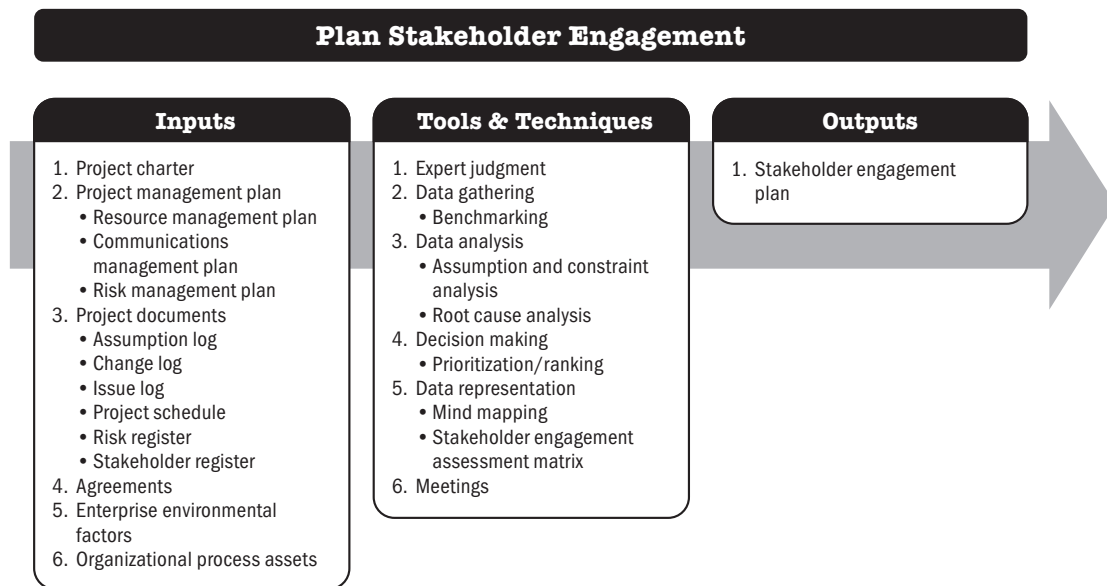 Plan Stakeholder Engagement
Inputs
1. Project charter
2. Project management plan
• Resource management plan
• Communications
management plan
• Risk management plan
3. Project documents
• Assumption log
• Change log
• Issue log
• Project schedule
• Risk register
• Stakeholder register
4. Agreements
5. Enterprise environmental
factors
6. Organizational process assets
Tools & Techniques
1. Expert judgment
2. Data gathering
• Benchmarking
3. Data analysis
• Assumption and constraint
analysis
• Root cause analysis
4. Decision making
• Prioritization/ranking
5. Data representation
• Mind mapping
• Stakeholder engagement
assessment matrix
6. Meetings
Outputs
1. Stakeholder engagement
plan